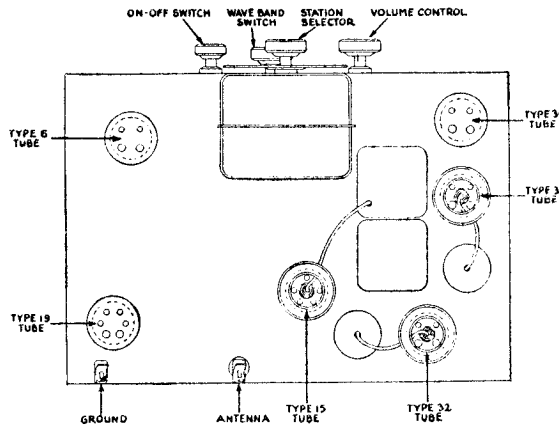 ON-OFF SWITCH
WAVE BAND
SWITCH
STATION
SELECTOR
VOLUME CONTROL
TYPE 6
TUBE
TYPE 3
TUBE
TYPE 3
TUBE
TYPE 19
TUBE
GROUND
ANTENNA
TYPE 15
TUBE
TYPE 32
TUBE